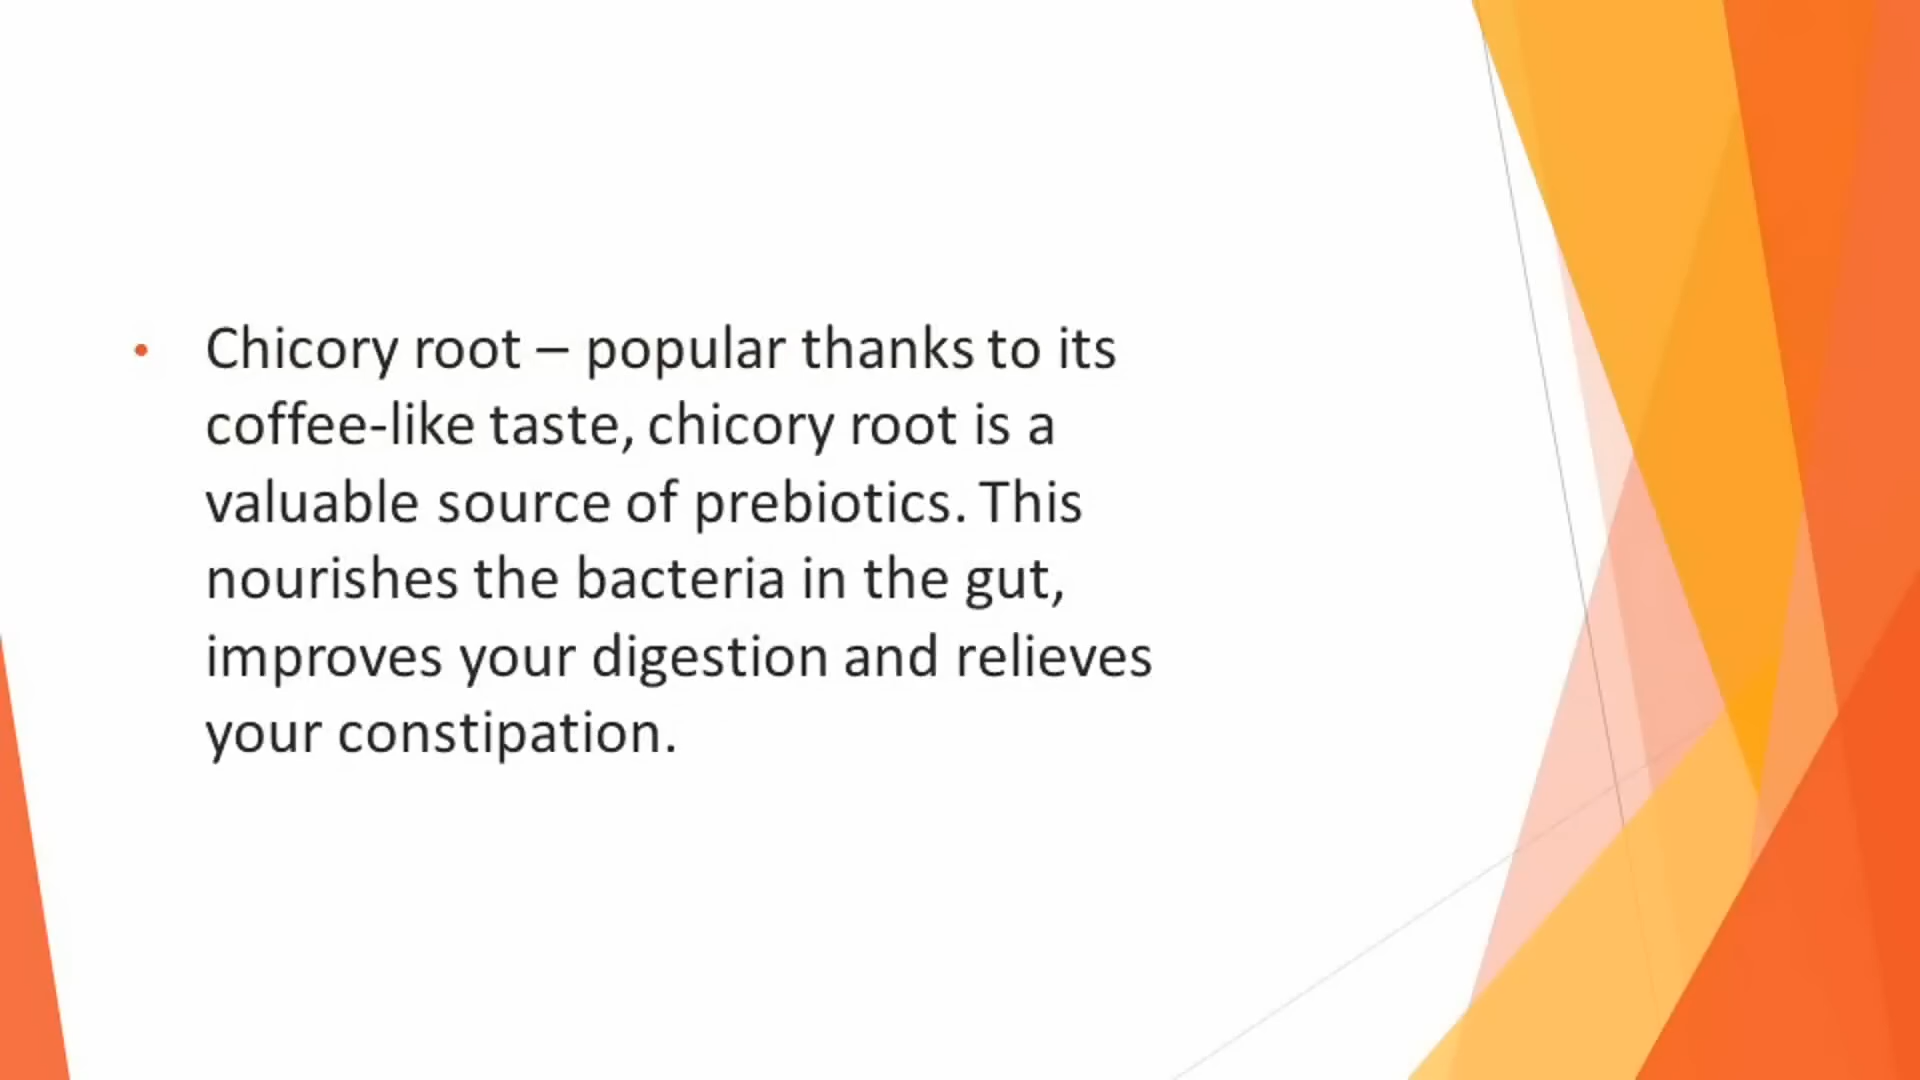 • Chicory root – popular thanks to its
coffee-like taste, chicory root is a
valuable source of prebiotics. This
nourishes the bacteria in the gut,
improves your digestion and relieves
your constipation.